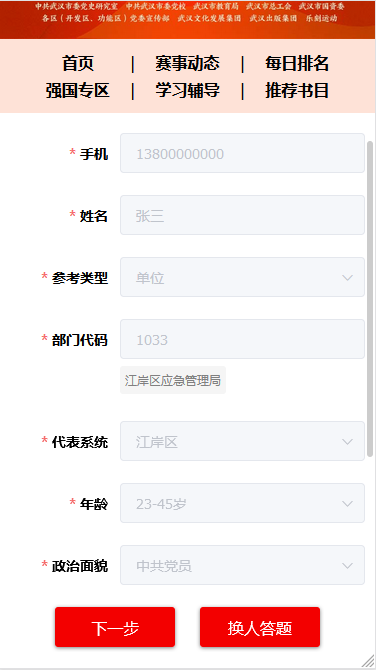 中共武汉市委党史研究室 中共武汉市委党校 武汉市教育局 武汉市总工会 武汉市国资委
各区（开发区、功能区）党委宣传部 武汉文化发展集团 武汉出版集团 乐刻运动
首页 | 赛事动态 | 每日排名
强国专区 | 学习辅导 | 推荐书目
* 手机 13800000000
* 姓名 张三
* 参考类型 单位
* 部门代码 1033
江岸区应急管理局
* 代表系统 江岸区
* 年龄 23-45岁
* 政治面貌 中共党员
下一步 换人答题